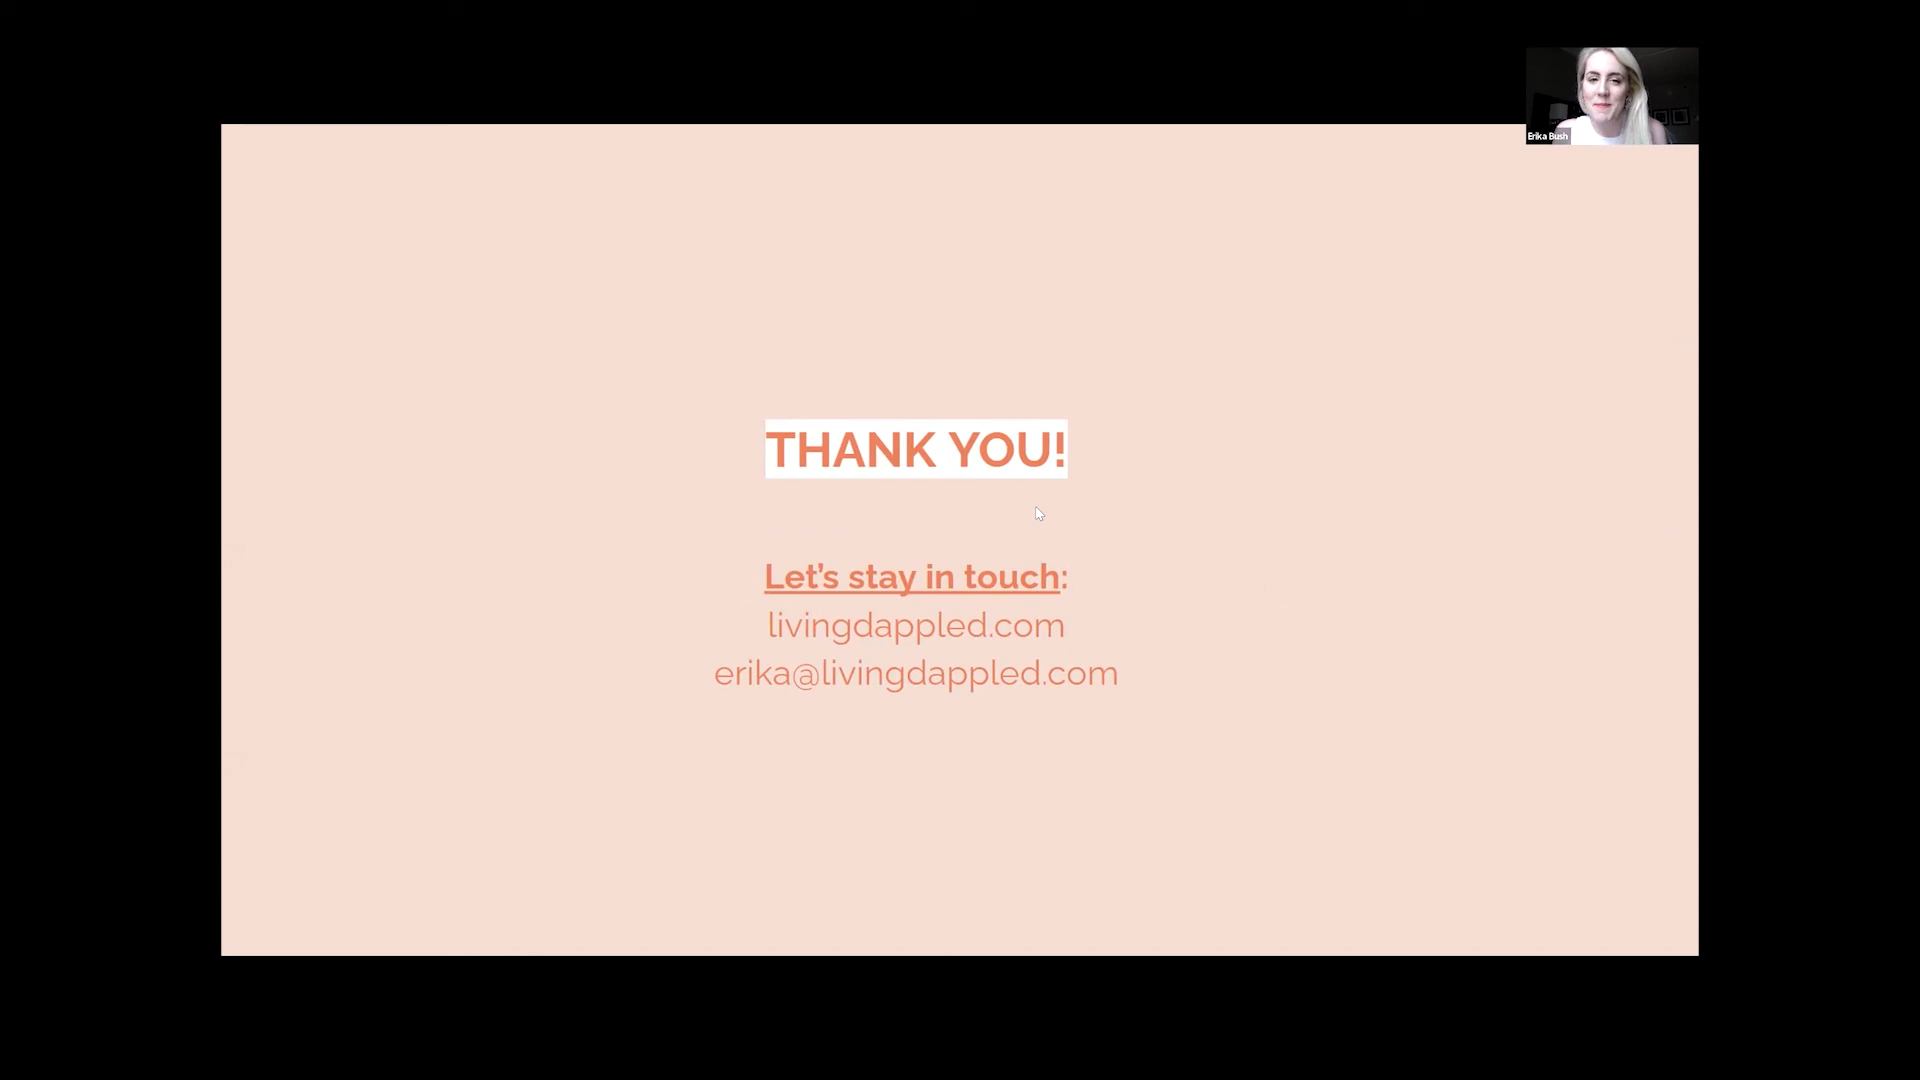 Erika Bush
THANK YOU!
Let’s stay in touch:
livingdappled.com
erika@livingdappled.com